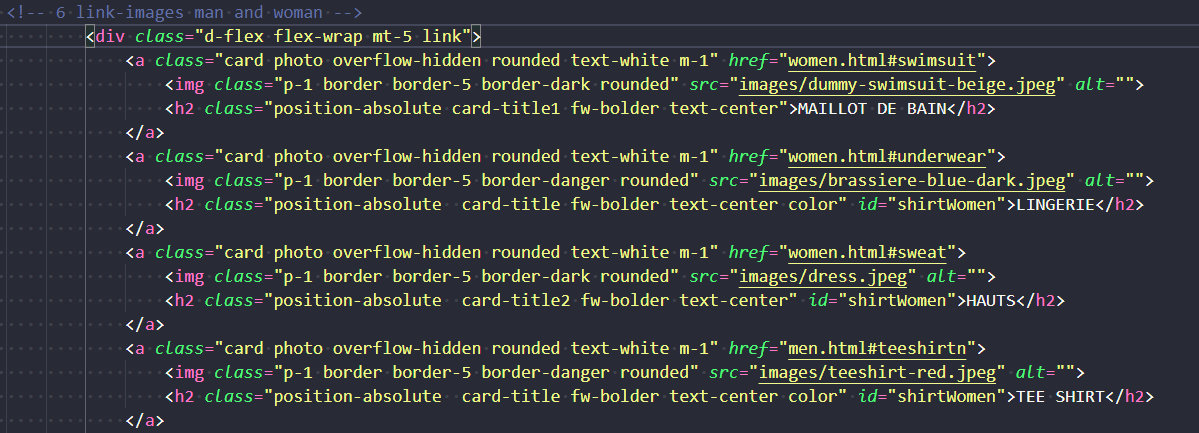 <!-- 6 link-images man and woman -->
<div class="d-flex flex-wrap mt-5 link">
<a class="card photo overflow-hidden rounded text-white m-1" href="women.html#swimsuit">
<img class="p-1 border border-5 border-dark rounded" src="images/dummy-swimsuit-beige.jpeg" alt="">
<h2 class="position-absolute card-title1 fw-bolder text-center">MAILLOT DE BAIN</h2>
</a>
<a class="card photo overflow-hidden rounded text-white m-1" href="women.html#underwear">
<img class="p-1 border border-5 border-danger rounded" src="images/brassiere-blue-dark.jpeg" alt="">
<h2 class="position-absolute  card-title fw-bolder text-center color" id="shirtWomen">LINGERIE</h2>
</a>
<a class="card photo overflow-hidden rounded text-white m-1" href="women.html#sweat">
<img class="p-1 border border-5 border-dark rounded" src="images/dress.jpeg" alt="">
<h2 class="position-absolute  card-title2 fw-bolder text-center" id="shirtWomen">HAUTS</h2>
</a>
<a class="card photo overflow-hidden rounded text-white m-1" href="men.html#teeshirtn">
<img class="p-1 border border-5 border-danger rounded" src="images/teeshirt-red.jpeg" alt="">
<h2 class="position-absolute  card-title fw-bolder text-center color" id="shirtWomen">TEE SHIRT</h2>
</a>